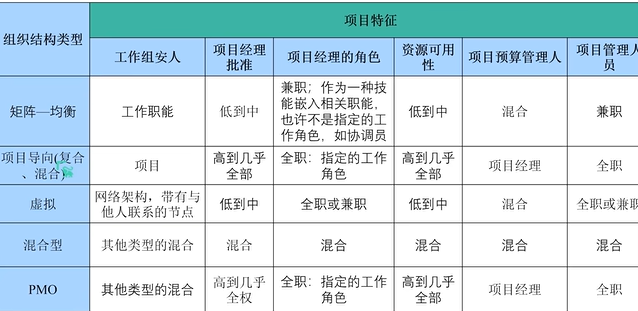 组织结构类型
项目特征
工作组安人
项目经理
批准
项目经理的角色
资源可用
性
项目预算管理人
项目管理人
员
矩阵—均衡
工作职能
低到中
兼职；作为一种技
能嵌入相关职能，
也许不是指定的工
作角色，如协调员
低到中
混合
兼职
项目导向(复合
、混合)
项目
高到几乎
全部
全职：指定的工作
角色
高到几乎
全部
项目经理
全职
虚拟
网络架构，带有与
他人联系的节点
低到中
全职或兼职
低到中
混合
全职或兼职
混合型
其他类型的混合
混合
混合
混合
混合
混合
PMO
其他类型的混合
高到几乎
全权
全职：指定的工作
角色
高到几乎
全部
项目经理
全职